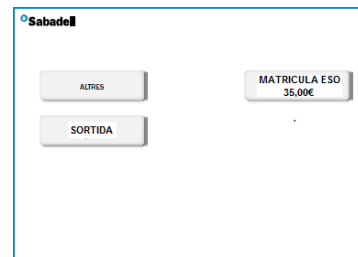 Sabadell
ALTRES
MATRICULA ESO
35,00€
SORTIDA